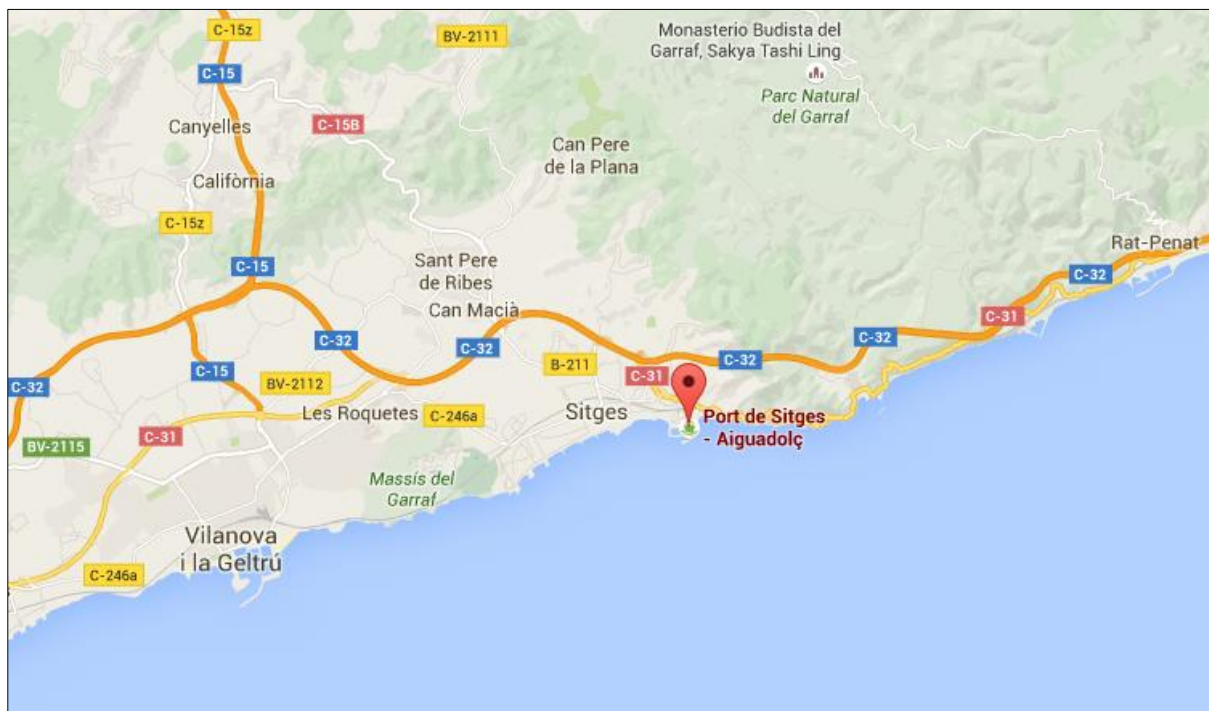 C-15z
BV-2111
Monasterio Budista del
Garraf, Sakya Tashi Ling
C-15
Parc Natural
del Garraf
Canyelles
C-15B
Can Pere
de la Plana
Califòrnia
C-15z
Rat-Penat
Sant Pere
de Ribes
C-15
C-32
Can Macià
C-31
C-32
C-32
C-32
C-32
B-211
C-15
C-31
C-32
BV-2112
Les Roquetes
C-246a
Sitges
Port de Sitges
- Aiguadolç
C-31
BV-2115
Massís del
Garraf
Vilanova
i la Geltrú
C-246a